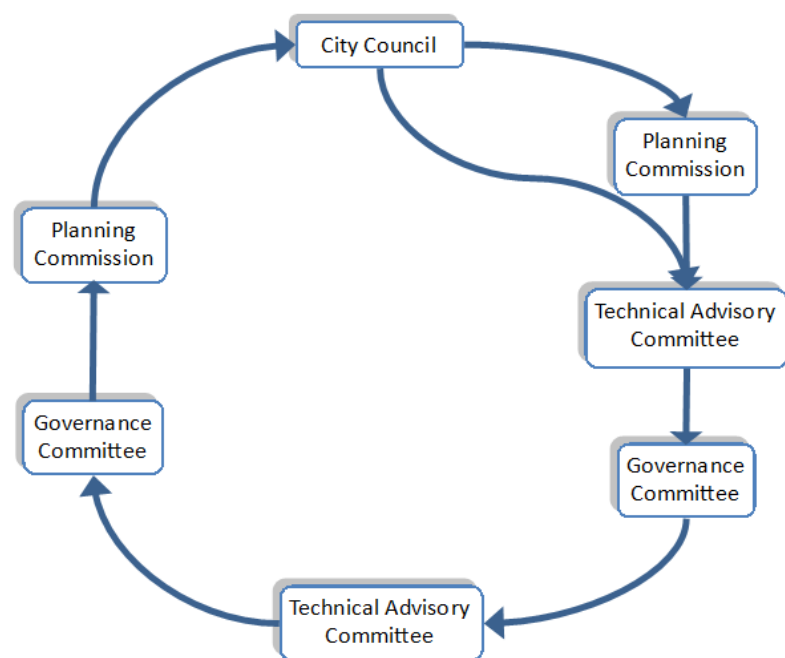 City Council
Planning
Commission
Technical Advisory
Committee
Governance
Committee
Technical Advisory
Committee
Governance
Committee
Planning
Commission